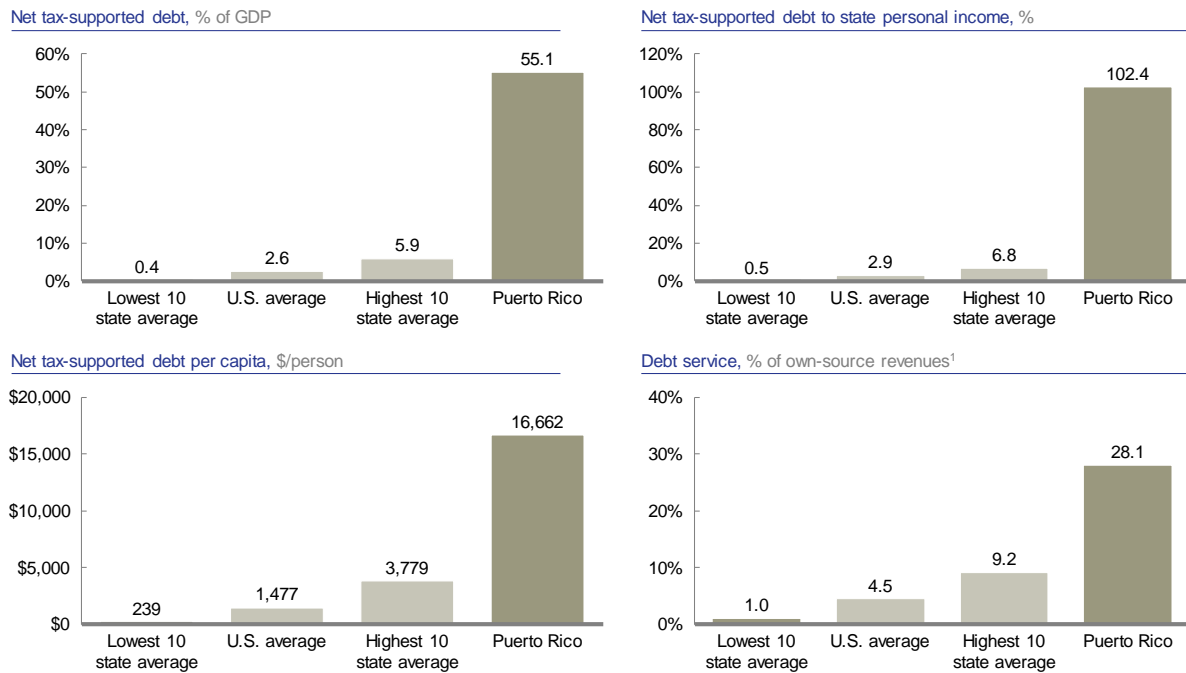 Net tax-supported debt, % of GDP
60%
50%
40%
30%
20%
10%
0%
0.4
2.6
5.9
55.1
Lowest 10
state average
U.S. average
Highest 10
state average
Puerto Rico
Net tax-supported debt to state personal income, %
120%
100%
80%
60%
40%
20%
0%
0.5
2.9
6.8
102.4
Lowest 10
state average
U.S. average
Highest 10
state average
Puerto Rico
Net tax-supported debt per capita, $/person
$20,000
$15,000
$10,000
$5,000
$0
239
1,477
3,779
16,662
Lowest 10
state average
U.S. average
Highest 10
state average
Puerto Rico
Debt service, % of own-source revenues¹
40%
30%
20%
10%
0%
1.0
4.5
9.2
28.1
Lowest 10
state average
U.S. average
Highest 10
state average
Puerto Rico